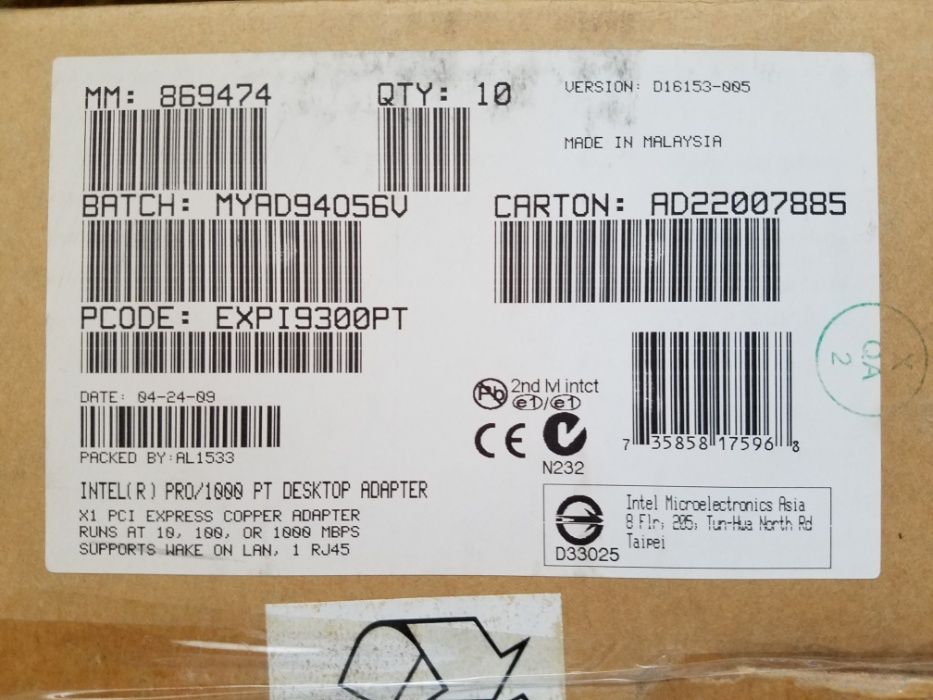 MM: 869474
QTY: 10
VERSION: D16153-005
MADE IN MALAYSIA
BATCH: MYAD94056V
CARTON: AD22007885
PCODE: EXPI9300PT
DATE: 04-24-09
PACKED BY:AL1533
Pb 2nd lvl intct
e1/e1
CE
N232
7 35858 17596 8
X
QA
2
INTEL(R) PRO/1000 PT DESKTOP ADAPTER
X1 PCI EXPRESS COPPER ADAPTER
RUNS AT 10, 100, OR 1000 MBPS
SUPPORTS WAKE ON LAN, 1 RJ45
D33025
Intel Microelectronics Asia
8 Flr, 205, Tun-Hua North Rd
Taipei